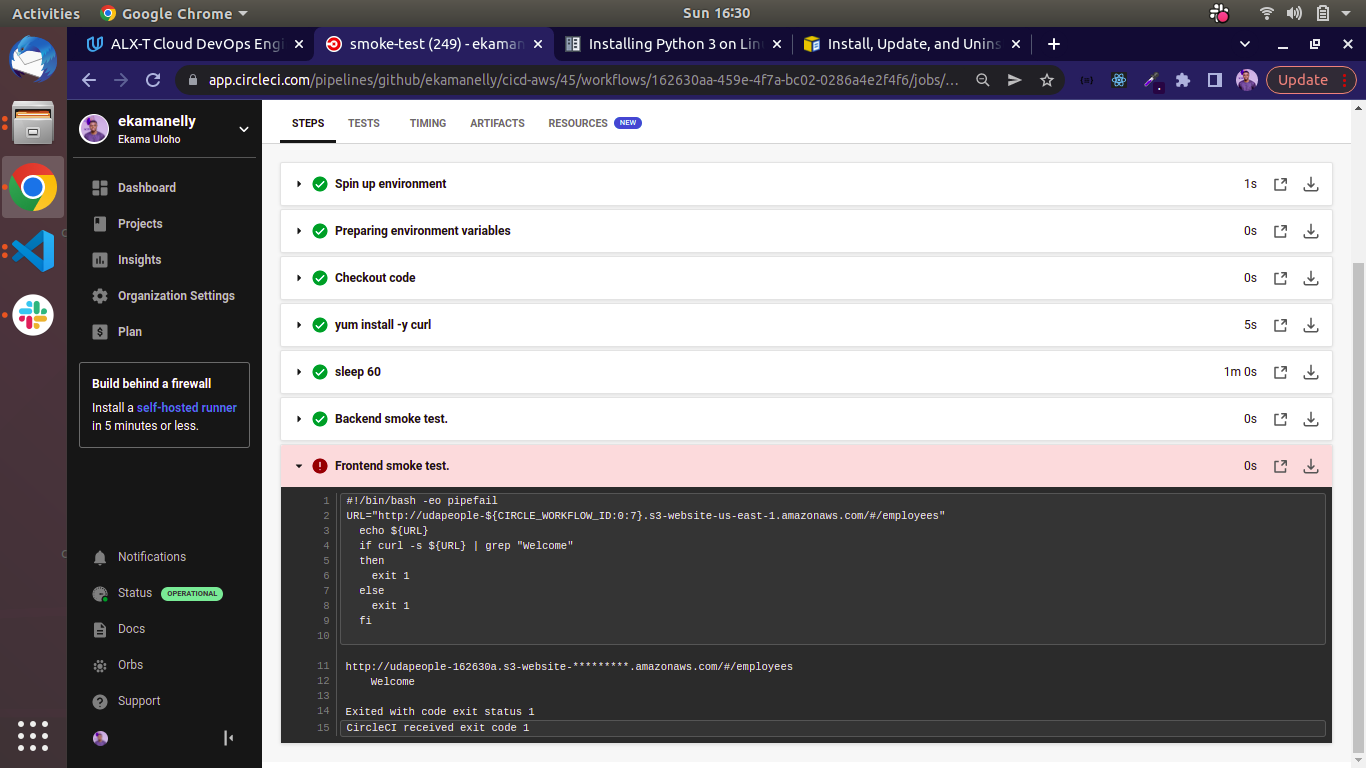 Activities
Google Chrome
Sun 16:30
ALX-T Cloud DevOps Engi
smoke-test (249) - ekaman
Installing Python 3 on Linu
Install, Update, and Unins
app.circleci.com/pipelines/github/ekamanelly/cicd-aws/45/workflows/162630aa-459e-4f7a-bc02-0286a4e2f4f6/jobs/...
Update
ekamanelly
Ekama Uloho
Dashboard
Projects
Insights
Organization Settings
Plan
Build behind a firewall
Install a self-hosted runner
in 5 minutes or less.
Notifications
Status OPERATIONAL
Docs
Orbs
Support
STEPS TESTS TIMING ARTIFACTS RESOURCES NEW
Spin up environment 1s
Preparing environment variables 0s
Checkout code 0s
yum install -y curl 5s
sleep 60 1m 0s
Backend smoke test. 0s
Frontend smoke test. 0s
1 #!/bin/bash -eo pipefail
2 URL="http://udapeople-${CIRCLE_WORKFLOW_ID:0:7}.s3-website-us-east-1.amazonaws.com/#/employees"
3 echo ${URL}
4 if curl -s ${URL} | grep "Welcome"
5 then
6 exit 1
7 else
8 exit 1
9 fi
10
11 http://udapeople-162630a.s3-website-*********.amazonaws.com/#/employees
12 Welcome
13
14 Exited with code exit status 1
15 CircleCI received exit code 1